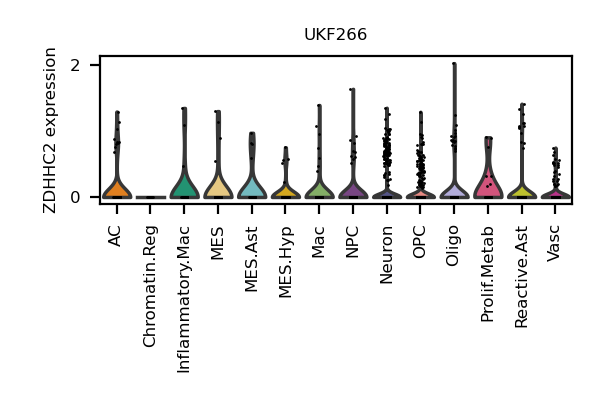 UKF266
ZDHHC2 expression
2
0
AC
Chromatin.Reg
Inflammatory.Mac
MES
MES.Ast
MES.Hyp
Mac
NPC
Neuron
OPC
Oligo
Prolif.Metab
Reactive.Ast
Vasc